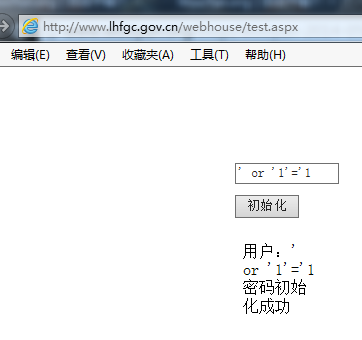 http://www.lhfgc.gov.cn/webhouse/test.aspx
编辑(E) 查看(V) 收藏夹(A) 工具(T) 帮助(H)
' or '1'='1
初始化
用户：'
or '1'='1
密码初始
化成功